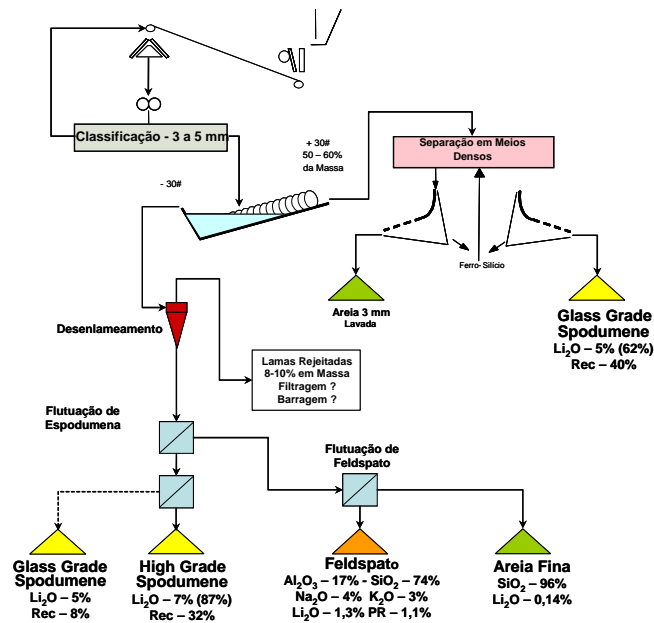 Classificação - 3 a 5 mm
+ 30#
50 – 60%
da Massa
Separação em Meios
Densos
- 30#
Ferro-Silício
Areia 3 mm
Lavada
Glass Grade
Spodumene
Li₂O – 5% (62%)
Rec – 40%
Desenlameamento
Lamas Rejeitadas
8-10% em Massa
Filtragem ?
Barragem ?
Flutuação de
Espodumena
Flutuação de
Feldspato
Glass Grade
Spodumene
Li₂O – 5%
Rec – 8%
High Grade
Spodumene
Li₂O – 7% (87%)
Rec – 32%
Feldspato
Al₂O₃ – 17% - SiO₂ – 74%
Na₂O – 4% K₂O – 3%
Li₂O – 1,3% PR – 1,1%
Areia Fina
SiO₂ – 96%
Li₂O – 0,14%